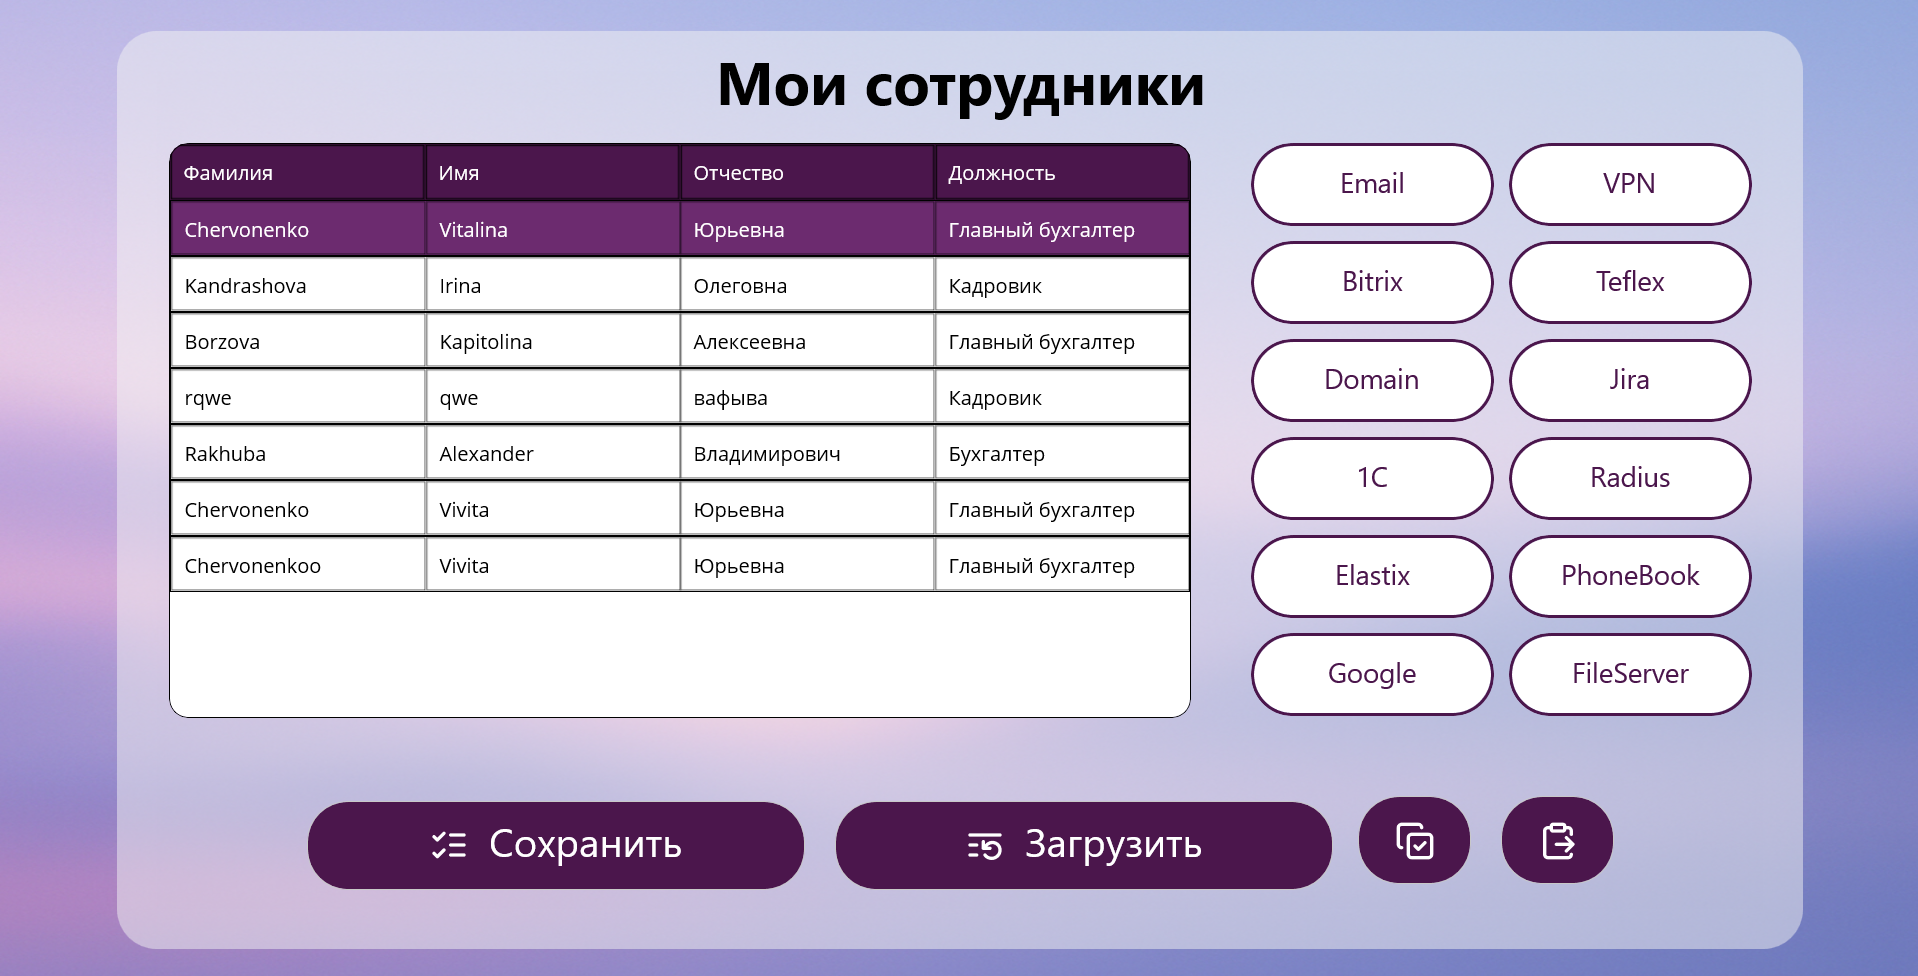 Мои сотрудники
Фамилия Имя Отчество Должность
Chervonenko Vitalina Юрьевна Главный бухгалтер
Kandrashova Irina Олеговна Кадровик
Borzova Kapitolina Алексеевна Главный бухгалтер
rqwe qwe вафыва Кадровик
Rakhuba Alexander Владимирович Бухгалтер
Chervonenko Vivita Юрьевна Главный бухгалтер
Chervonenkoo Vivita Юрьевна Главный бухгалтер
Email VPN
Bitrix Teflex
Domain Jira
1C Radius
Elastix PhoneBook
Google FileServer
Сохранить Загрузить